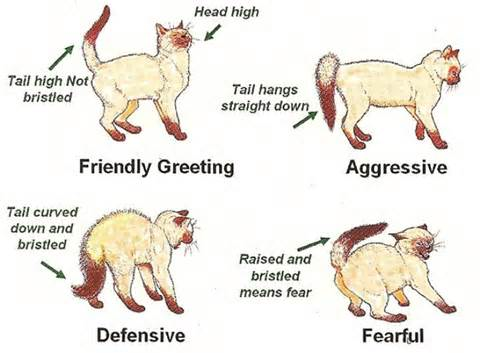 Head high
Tail high Not
bristled
Friendly Greeting
Tail hangs
straight down
Aggressive
Tail curved
down and
bristled
Defensive
Raised and
bristled
means fear
Fearful